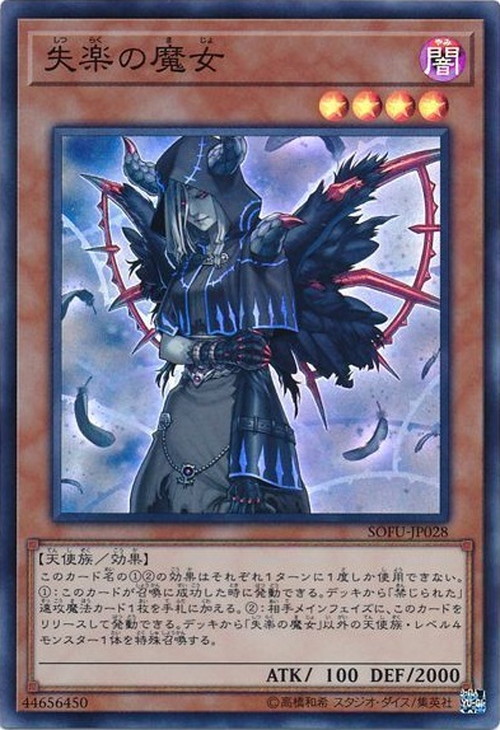 失楽の魔女
闇
SOFU-JP028
【天使族/効果】
このカード名の①②の効果はそれぞれ1ターンに1度しか使用できない。
①:このカードが召喚に成功した時に発動できる。デッキから「禁じられた」
速攻魔法カード1枚を手札に加える。②:相手メインフェイズに、このカードを
リリースして発動できる。デッキから「失楽の魔女」以外の天使族・レベル4
モンスター1体を特殊召喚する。
ATK/ 100 DEF/2000
44656450
©高橋和希 スタジオ・ダイス/集英社